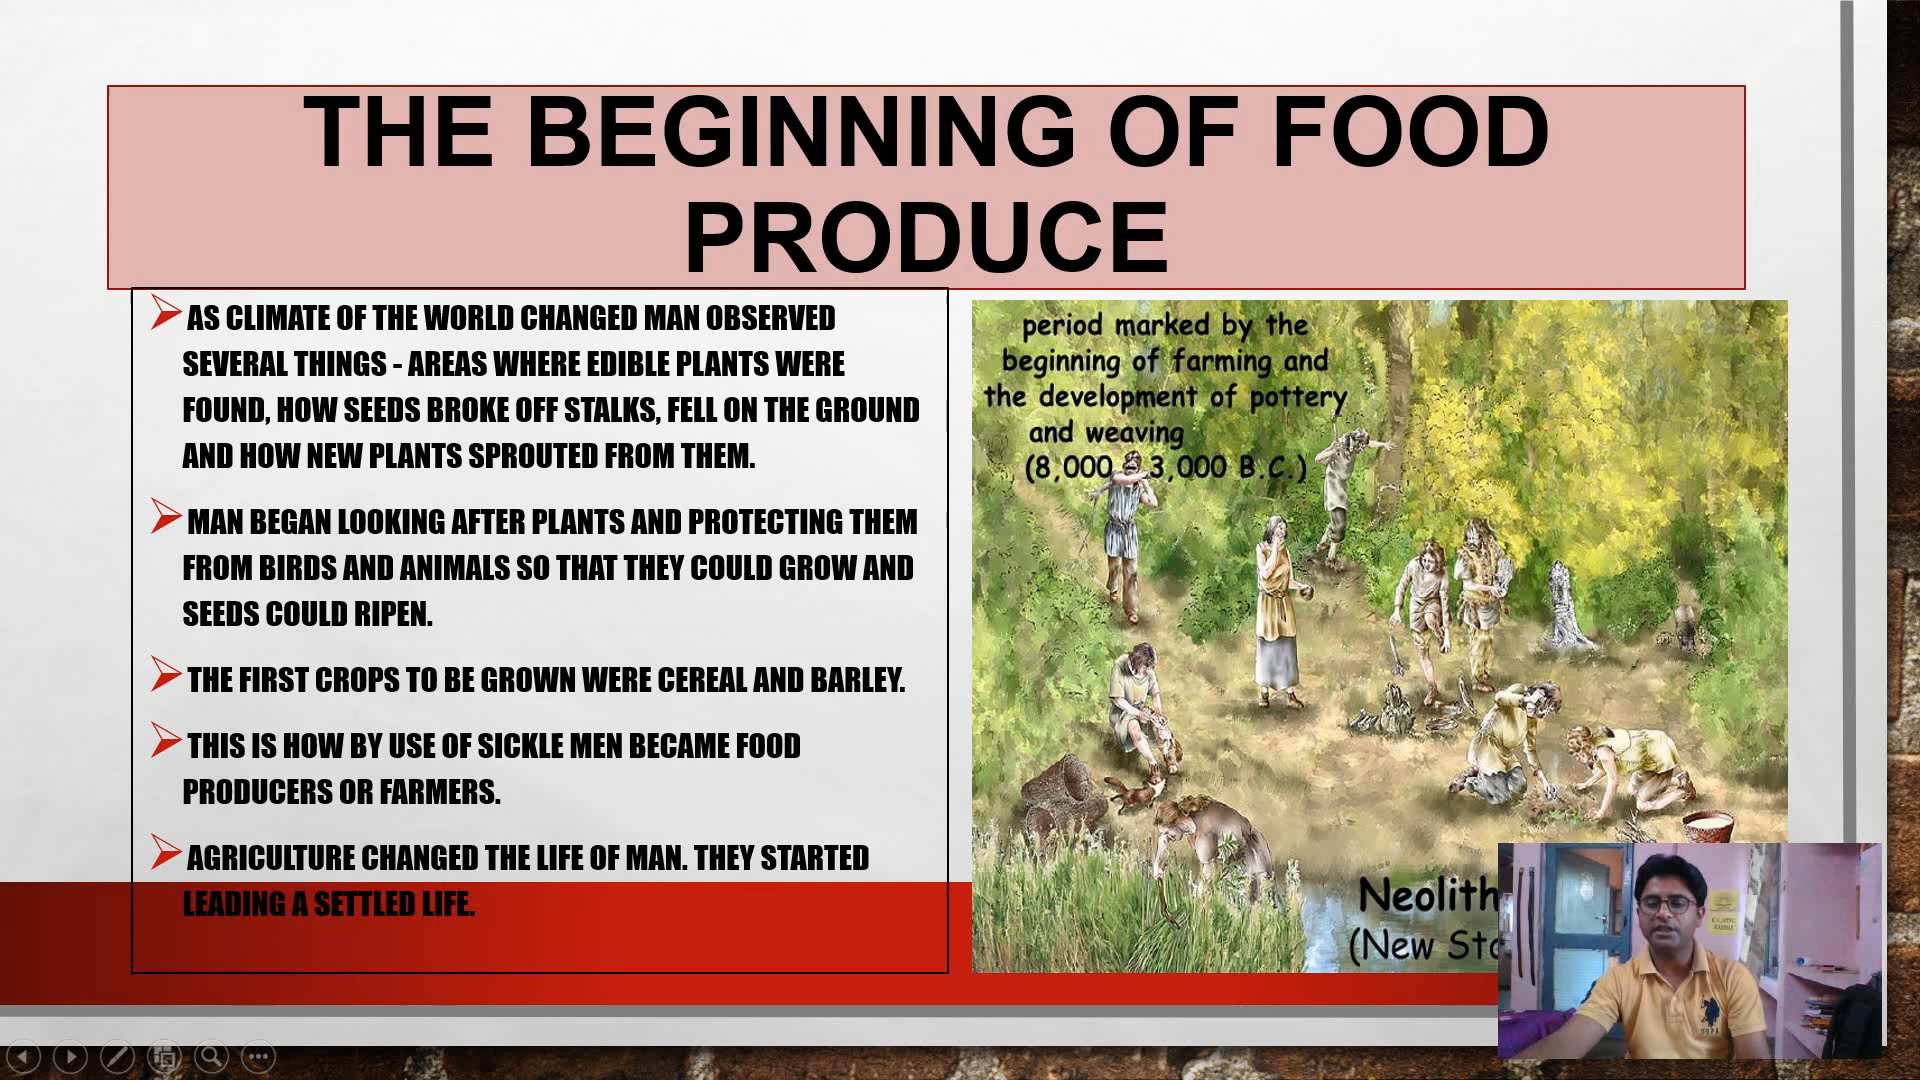 THE BEGINNING OF FOOD
PRODUCE
AS CLIMATE OF THE WORLD CHANGED MAN OBSERVED
SEVERAL THINGS - AREAS WHERE EDIBLE PLANTS WERE
FOUND, HOW SEEDS BROKE OFF STALKS, FELL ON THE GROUND
AND HOW NEW PLANTS SPROUTED FROM THEM.
MAN BEGAN LOOKING AFTER PLANTS AND PROTECTING THEM
FROM BIRDS AND ANIMALS SO THAT THEY COULD GROW AND
SEEDS COULD RIPEN.
THE FIRST CROPS TO BE GROWN WERE CEREAL AND BARLEY.
THIS IS HOW BY USE OF SICKLE MEN BECAME FOOD
PRODUCERS OR FARMERS.
AGRICULTURE CHANGED THE LIFE OF MAN. THEY STARTED
LEADING A SETTLED LIFE.
period marked by the
beginning of farming and
the development of pottery
and weaving
(8,000 3,000 B.C.)
Neolith
(New Sto